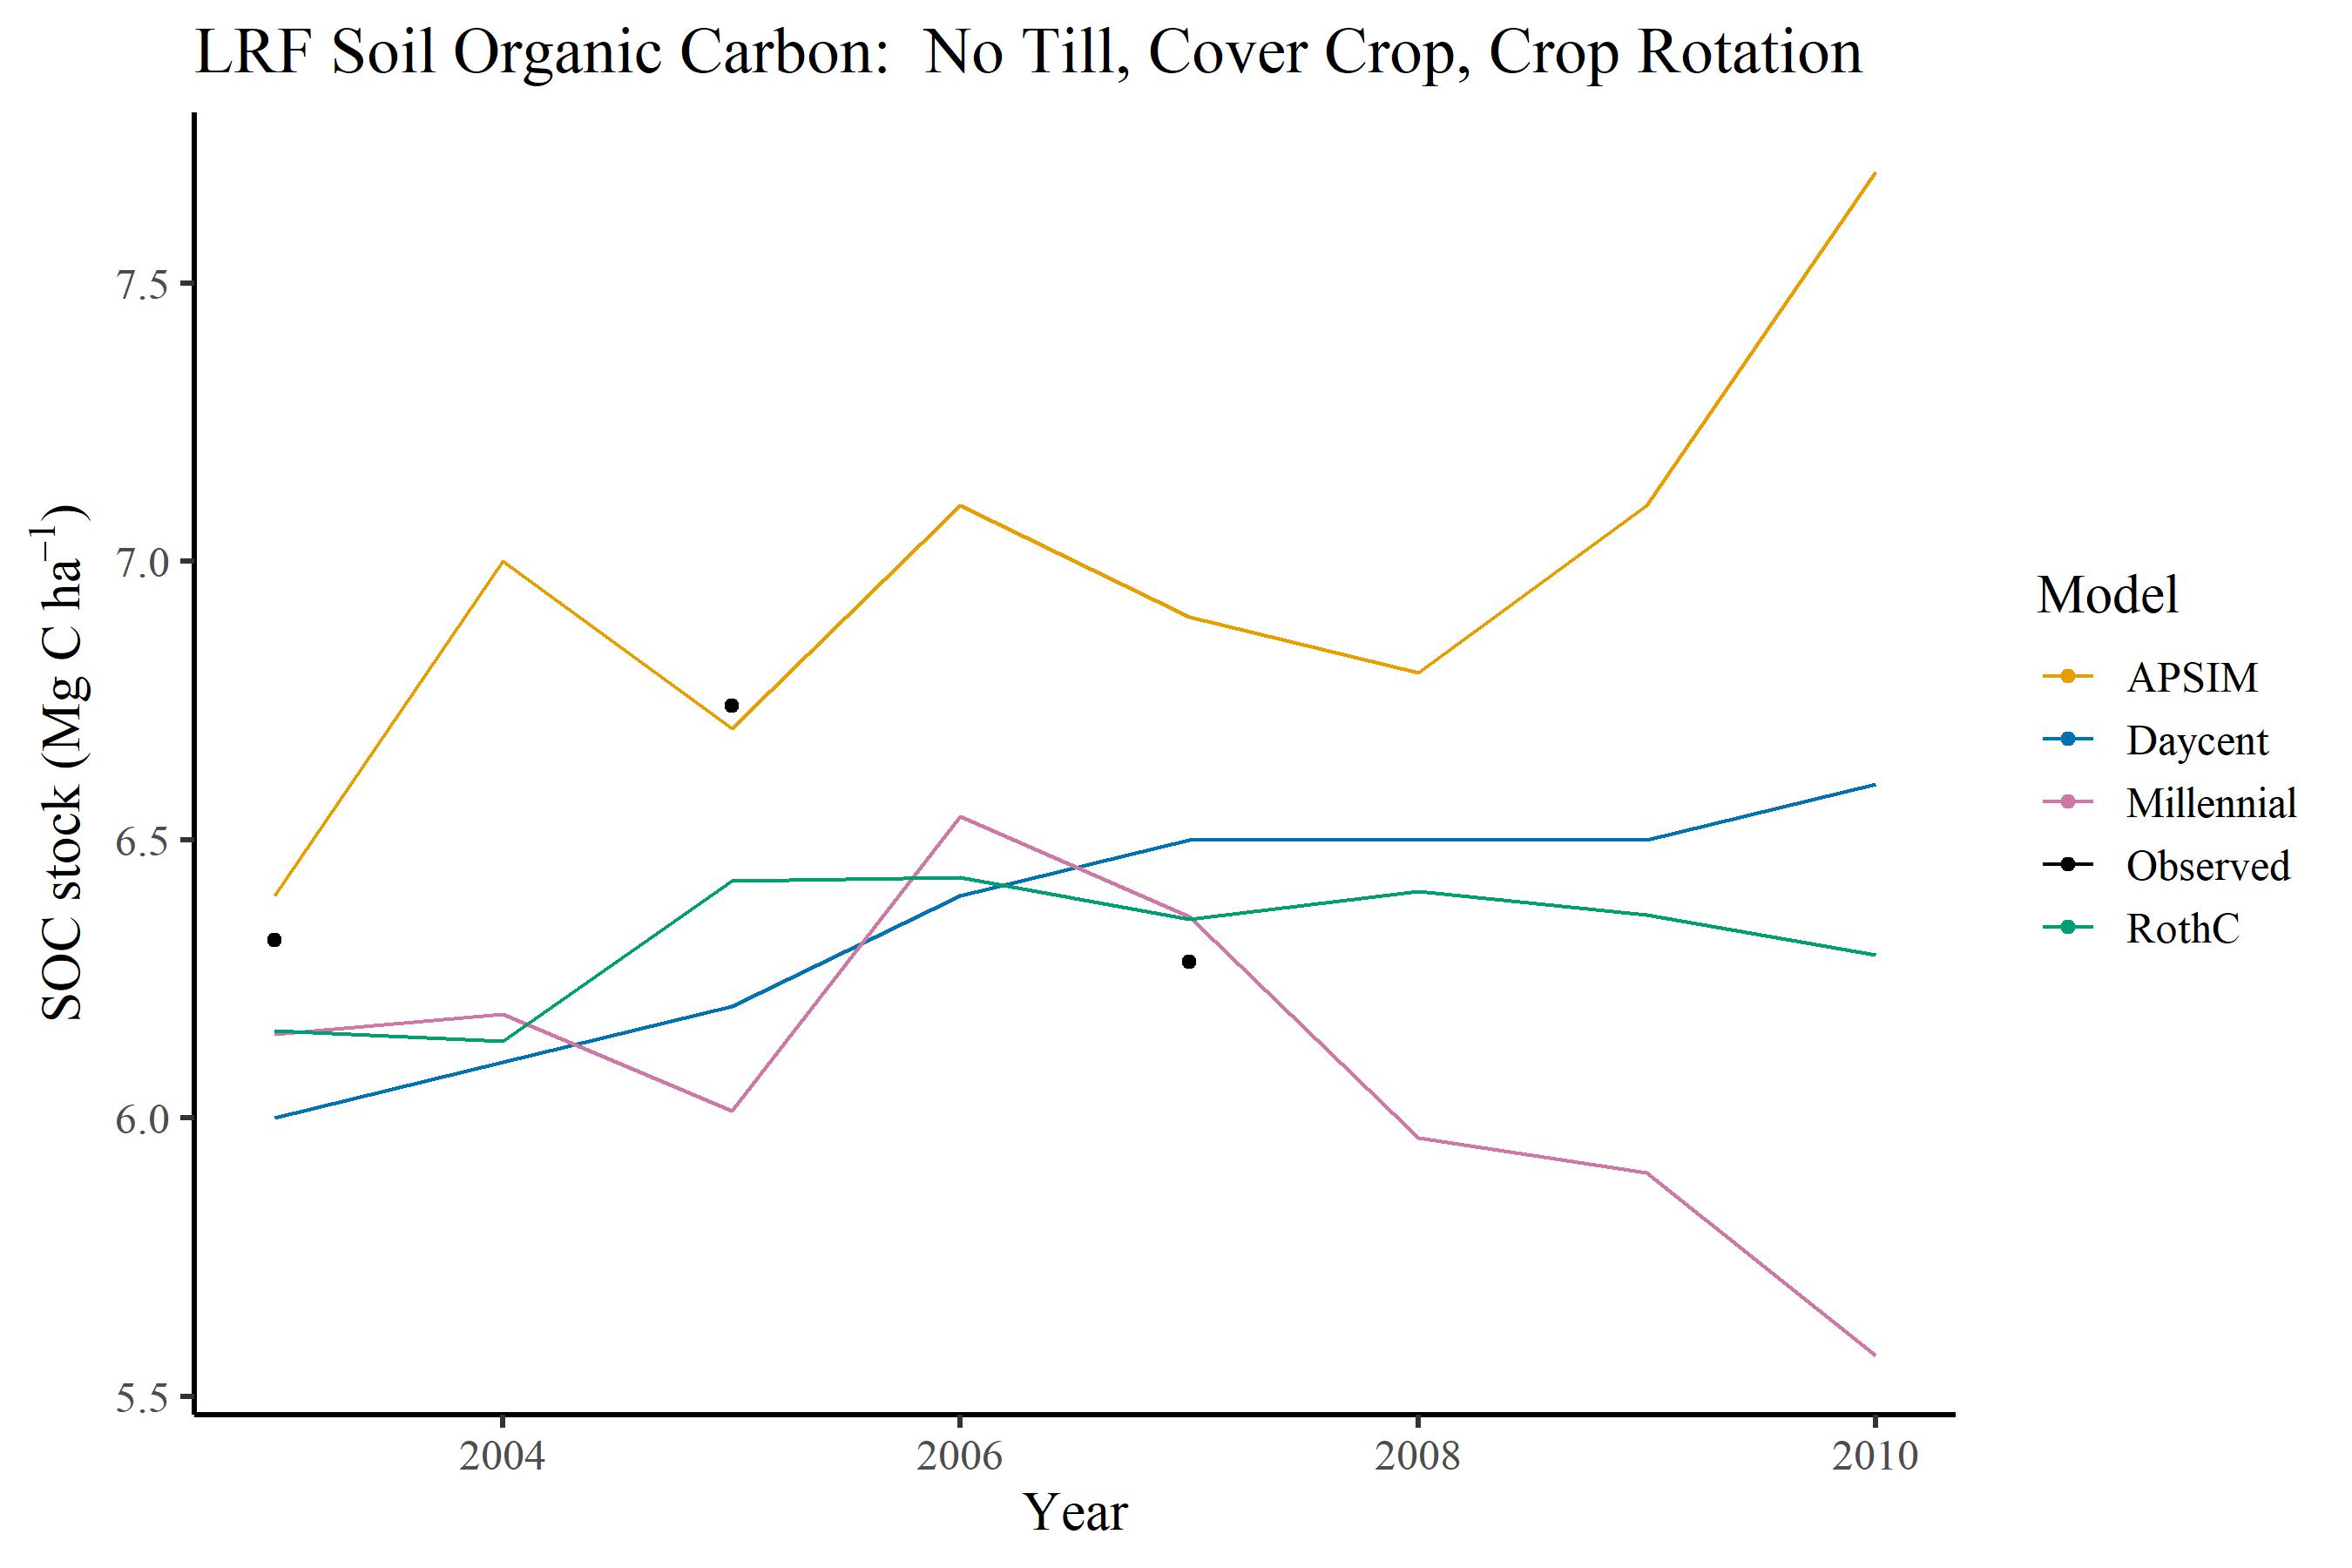 LRF Soil Organic Carbon:  No Till, Cover Crop, Crop Rotation
SOC stock (Mg C ha⁻¹)
7.5
7.0
6.5
6.0
5.5
2004 2006 2008 2010
Year
Model
APSIM
Daycent
Millennial
Observed
RothC